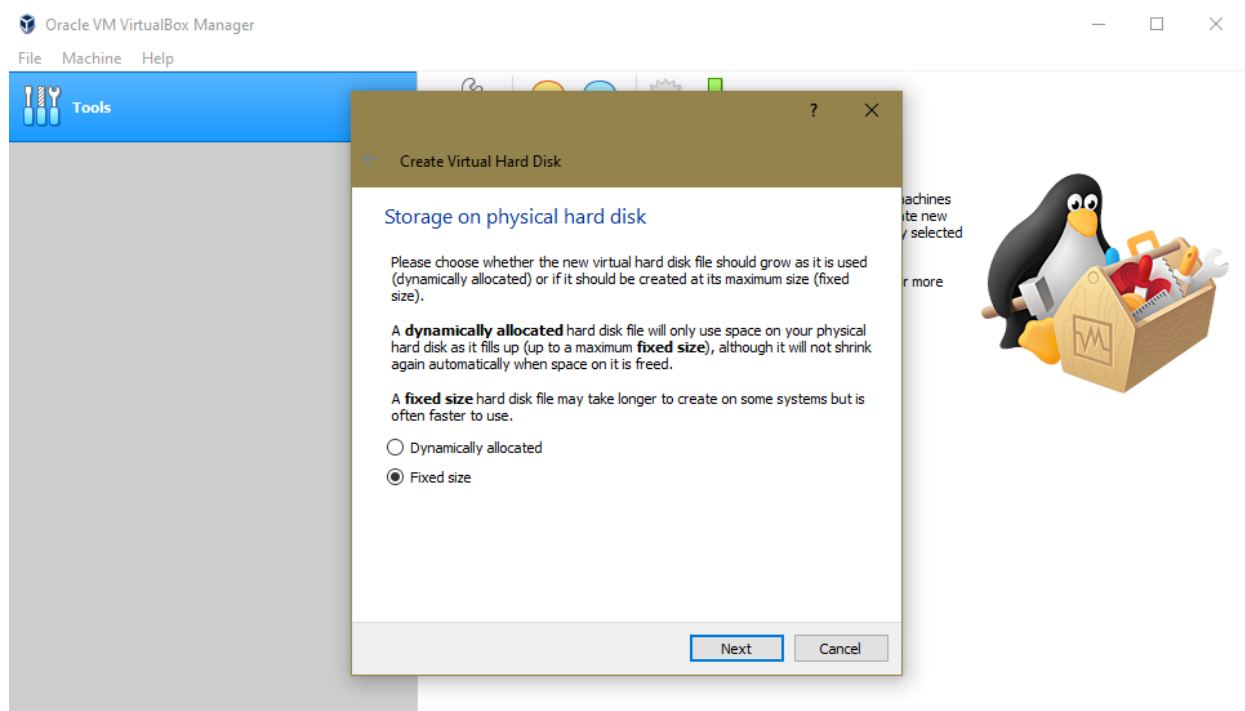 Oracle VM VirtualBox Manager
File Machine Help
Tools
?
Create Virtual Hard Disk
Storage on physical hard disk
Please choose whether the new virtual hard disk file should grow as it is used
(dynamically allocated) or if it should be created at its maximum size (fixed
size).
A dynamically allocated hard disk file will only use space on your physical
hard disk as it fills up (up to a maximum fixed size), although it will not shrink
again automatically when space on it is freed.
A fixed size hard disk file may take longer to create on some systems but is
often faster to use.
Dynamically allocated
Fixed size
Next Cancel
new
selected
more